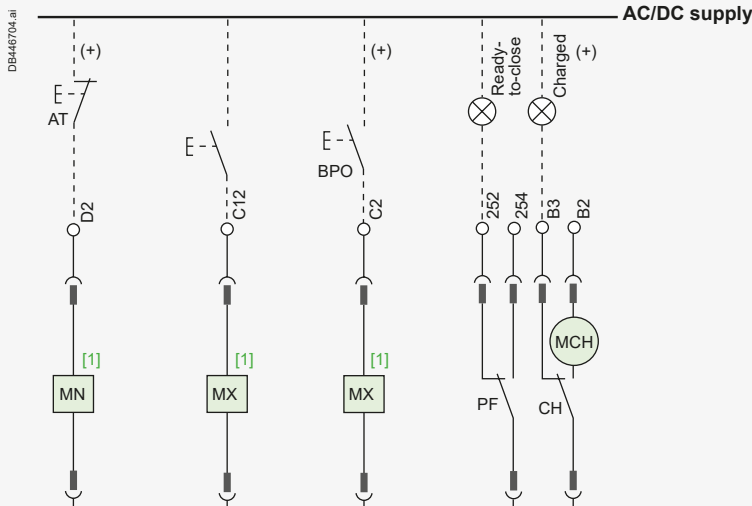 DB446704.ai
AC/DC supply
(+)
(+)
Ready-
to-close
Charged
(+)
AT
BPO
D2
C12
C2
252
254
B3
B2
MCH
[1]
[1]
[1]
MN
MX
MX
PF
CH